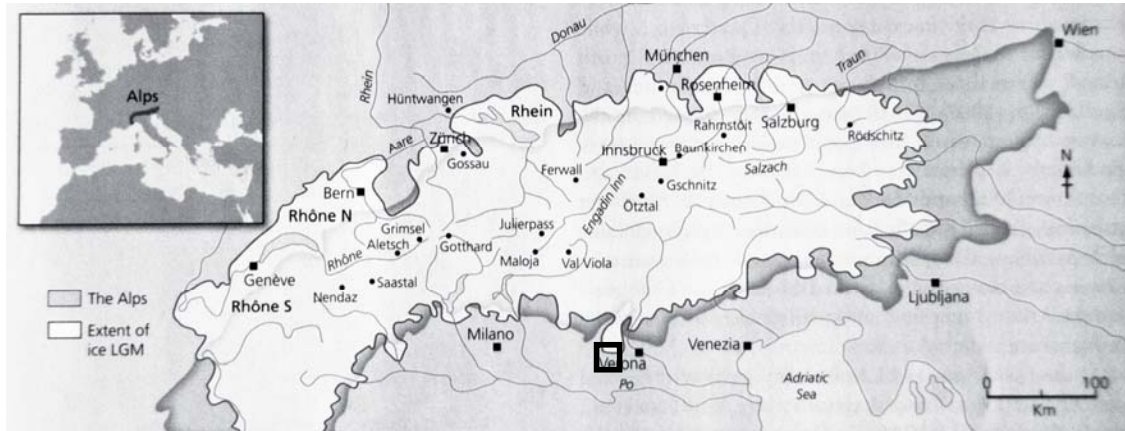 Alps
Donau
Wien
Rhein
München
Traun
Rosenheim
Hüntwangen
Rhein
Rahmstolt
Salzburg
Rödschitz
Aare
Zürich
Gossau
Innsbruck
Baunkirchen
Salzach
N
Ferwall
Gschnitz
Bern
Ötztal
Engadin Inn
Rhône N
Grimsel
Aletsch
Gotthard
Julierpass
Rhône
Maloja
Val Viola
Genève
Saastal
Nendaz
Rhône S
The Alps
Extent of
ice LGM
Ljubljana
Milano
Venezia
Verona
Po
Adriatic
Sea
0
100
Km